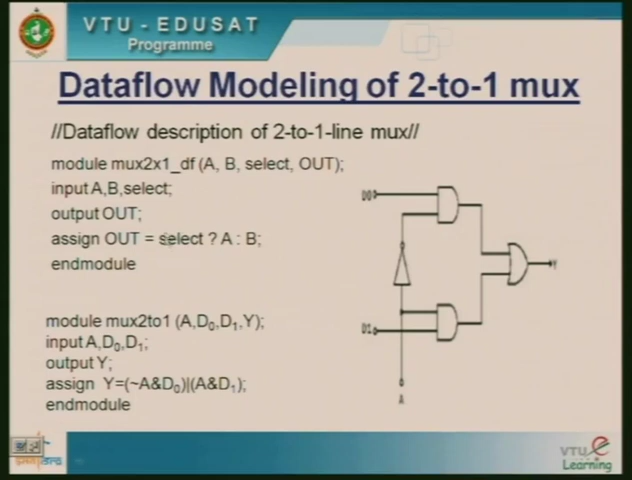 VTU - EDUSAT
Programme
Dataflow Modeling of 2-to-1 mux
//Dataflow description of 2-to-1-line mux//
module mux2x1_df (A, B, select, OUT);
input A,B,select;
output OUT;
assign OUT = select ? A : B;
endmodule
module mux2to1 (A,D₀,D₁,Y);
input A,D₀,D₁;
output Y;
assign Y=(~A&D₀)|(A&D₁);
endmodule
D0
D1
A
Y
VTU e
Learning